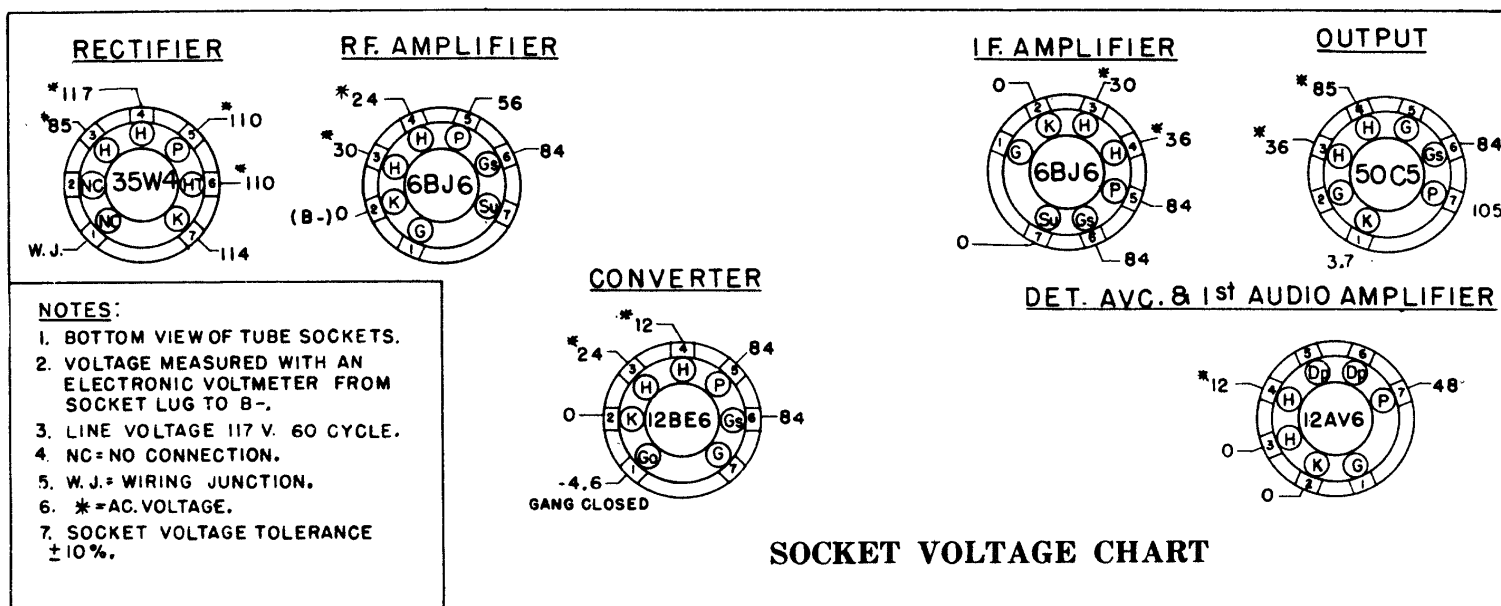 RECTIFIER
*117
*85
*110
*110
114
W.J.
35W4
1 2 3 4 5 6 7
NC NC H H P HT K
R.F. AMPLIFIER
*24
56
*30
84
(B-) 0
6BJ6
1 2 3 4 5 6 7
G K H H P Gs Su
I.F. AMPLIFIER
0
*30
*36
84
84
0
6BJ6
1 2 3 4 5 6 7
G K H H P Gs Su
OUTPUT
*85
*36
84
105
3.7
50C5
1 2 3 4 5 6 7
K G H H G Gs P
CONVERTER
*12
*24
84
0
84
-4.6
GANG CLOSED
12BE6
1 2 3 4 5 6 7
Go K H H P Gs G
DET. AVC. & 1st AUDIO AMPLIFIER
*12
48
0
0
12AV6
1 2 3 4 5 6 7
G K H H Dp Dp P
NOTES:
1. BOTTOM VIEW OF TUBE SOCKETS.
2. VOLTAGE MEASURED WITH AN
ELECTRONIC VOLTMETER FROM
SOCKET LUG TO B-.
3. LINE VOLTAGE 117 V. 60 CYCLE.
4. NC = NO CONNECTION.
5. W.J. = WIRING JUNCTION.
6. * = AC. VOLTAGE.
7. SOCKET VOLTAGE TOLERANCE
±10%.
SOCKET VOLTAGE CHART